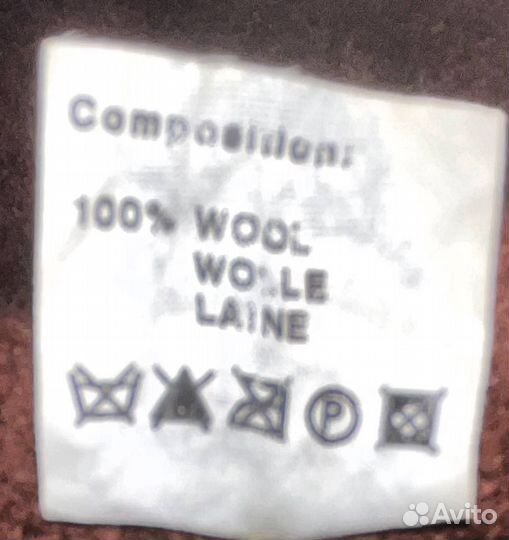 Composition:
100% WOOL
WOLLE
LAINE
P
Avito